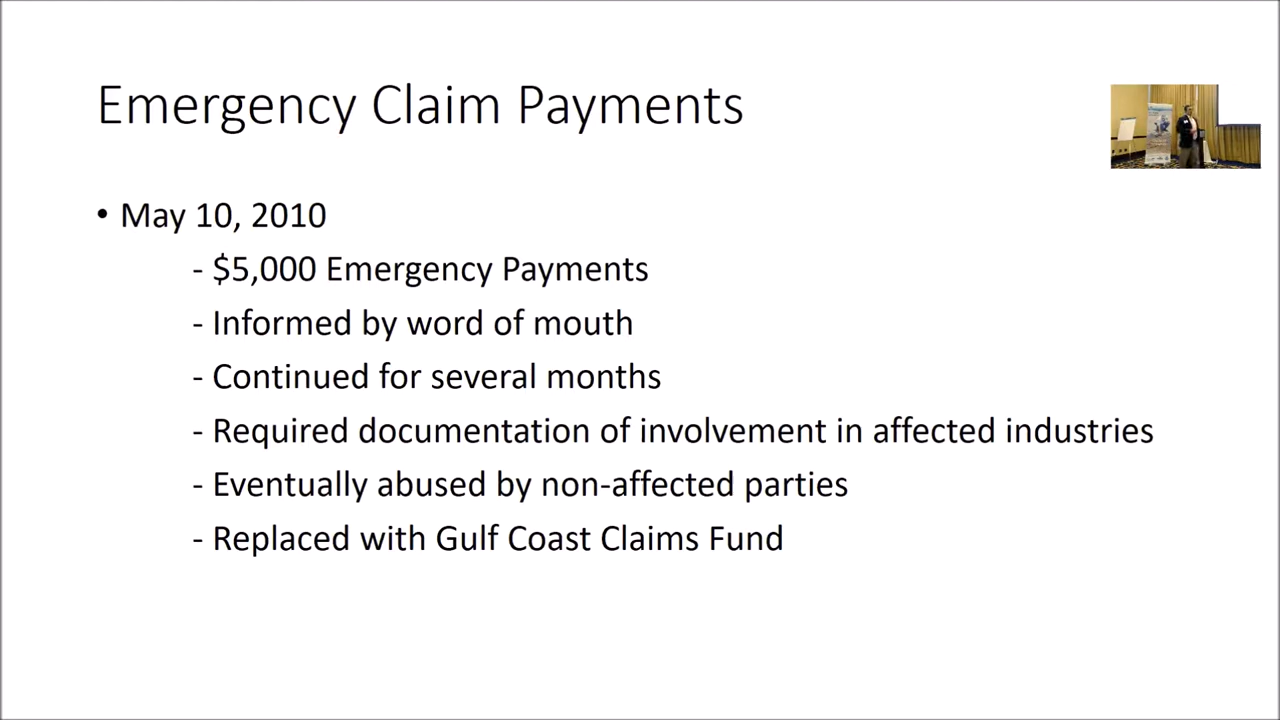 Emergency Claim Payments
• May 10, 2010
- $5,000 Emergency Payments
- Informed by word of mouth
- Continued for several months
- Required documentation of involvement in affected industries
- Eventually abused by non-affected parties
- Replaced with Gulf Coast Claims Fund